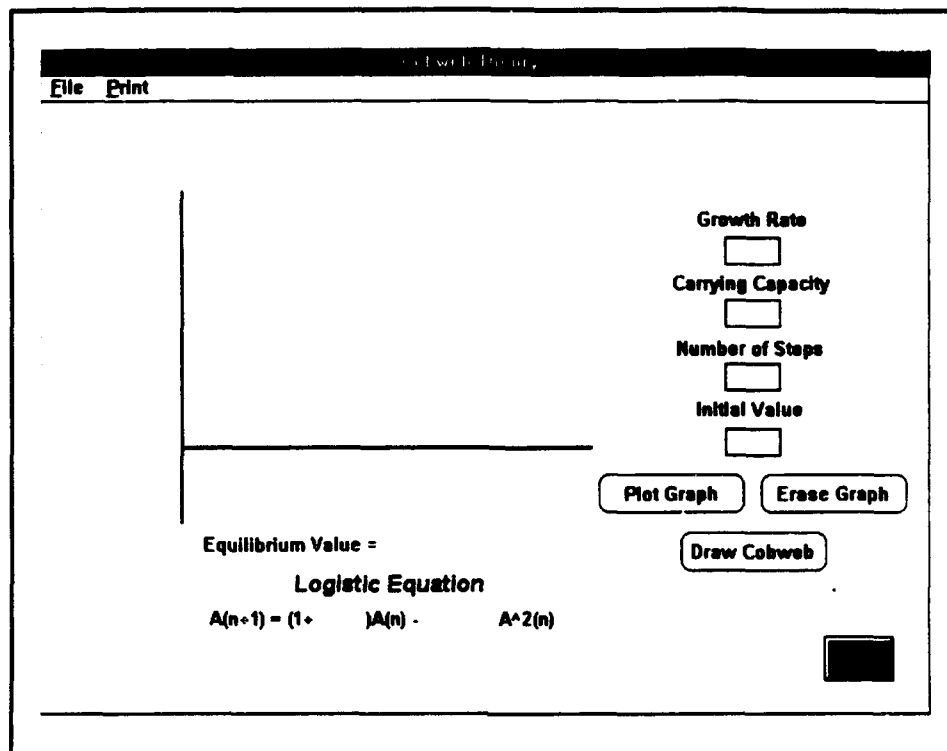 File Print
Growth Rate
Carrying Capacity
Number of Steps
Initial Value
Plot Graph Erase Graph
Draw Cobweb
Equilibrium Value =
Logistic Equation
A(n+1) = (1+ )A(n) - A^2(n)